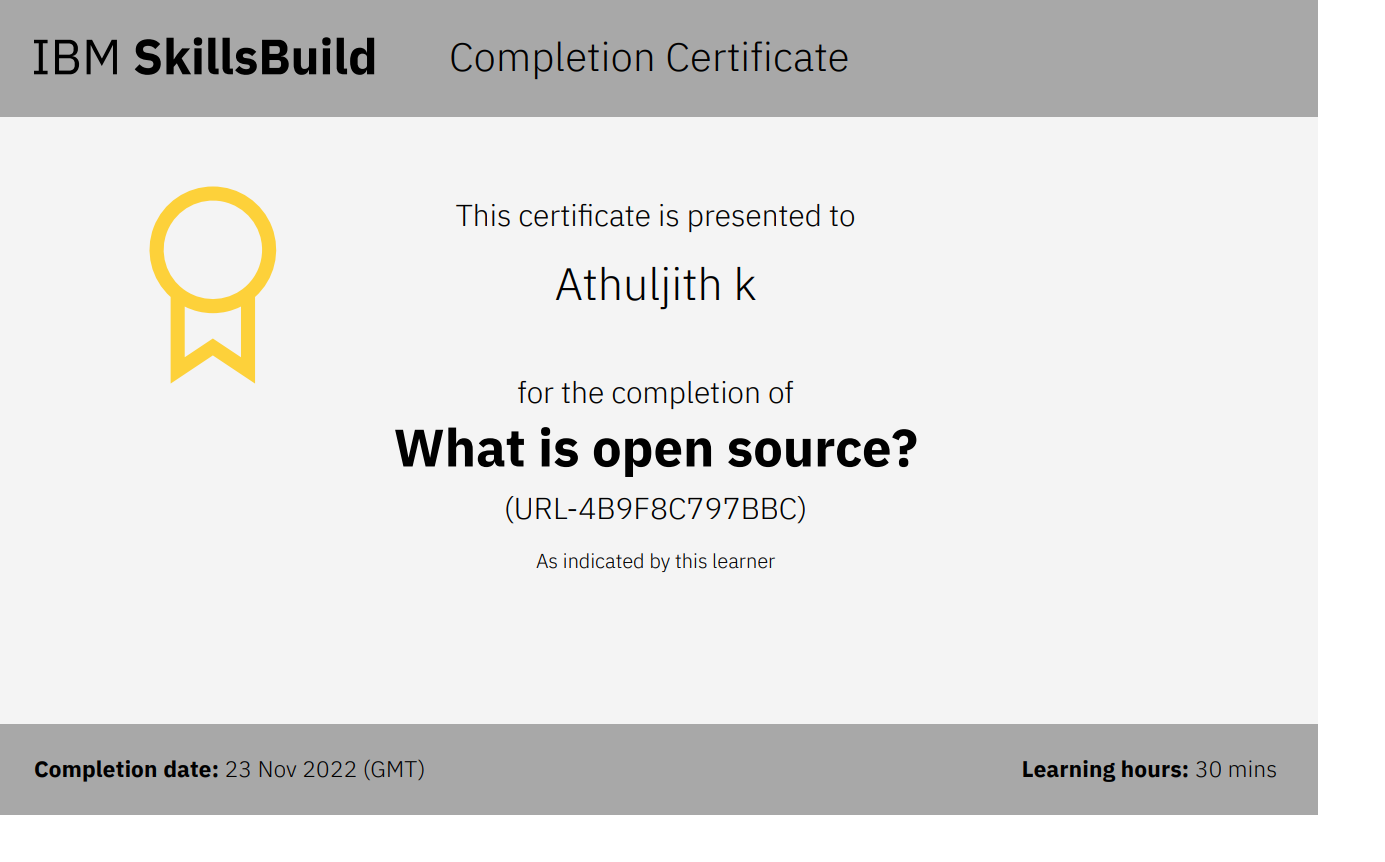 IBM SkillsBuild Completion Certificate
This certificate is presented to
Athuljith k
for the completion of
What is open source?
(URL-4B9F8C797BBC)
As indicated by this learner
Completion date: 23 Nov 2022 (GMT) Learning hours: 30 mins